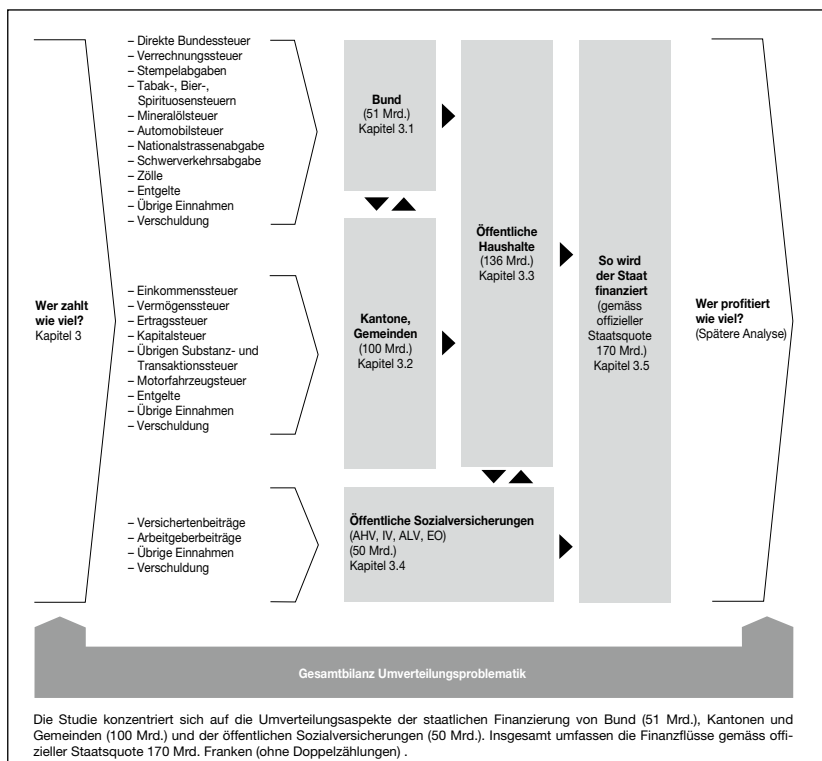 Wer zahlt
wie viel?
Kapitel 3
– Direkte Bundessteuer
– Verrechnungssteuer
– Stempelabgaben
– Tabak-, Bier-,
Spirituosensteuern
– Mineralölsteuer
– Automobilsteuer
– Nationalstrassenabgabe
– Schwerverkehrsabgabe
– Zölle
– Entgelte
– Übrige Einnahmen
– Verschuldung
– Einkommenssteuer
– Vermögenssteuer
– Ertragssteuer
– Kapitalsteuer
– Übrigen Substanz- und
Transaktionssteuer
– Motorfahrzeugsteuer
– Entgelte
– Übrige Einnahmen
– Verschuldung
– Versichertenbeiträge
– Arbeitgeberbeiträge
– Übrige Einnahmen
– Verschuldung
Bund
(51 Mrd.)
Kapitel 3.1
Kantone,
Gemeinden
(100 Mrd.)
Kapitel 3.2
Öffentliche
Haushalte
(136 Mrd.)
Kapitel 3.3
Öffentliche Sozialversicherungen
(AHV, IV, ALV, EO)
(50 Mrd.)
Kapitel 3.4
So wird
der Staat
finanziert
(gemäss
offizieller
Staatsquote
170 Mrd.)
Kapitel 3.5
Wer profitiert
wie viel?
(Spätere Analyse)
Gesamtbilanz Umverteilungsproblematik
Die Studie konzentriert sich auf die Umverteilungsaspekte der staatlichen Finanzierung von Bund (51 Mrd.), Kantonen und
Gemeinden (100 Mrd.) und der öffentlichen Sozialversicherungen (50 Mrd.). Insgesamt umfassen die Finanzflüsse gemäss offi-
zieller Staatsquote 170 Mrd. Franken (ohne Doppelzählungen) .